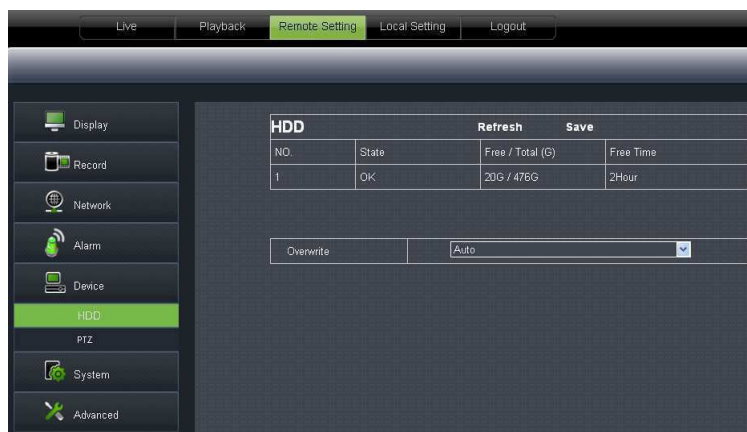 Live Playback Remote Setting Local Setting Logout
Display
Record
Network
Alarm
Device
HDD
PTZ
System
Advanced
HDD Refresh Save
NO. State Free / Total (G) Free Time
1 OK 20G / 476G 2Hour
Overwrite Auto